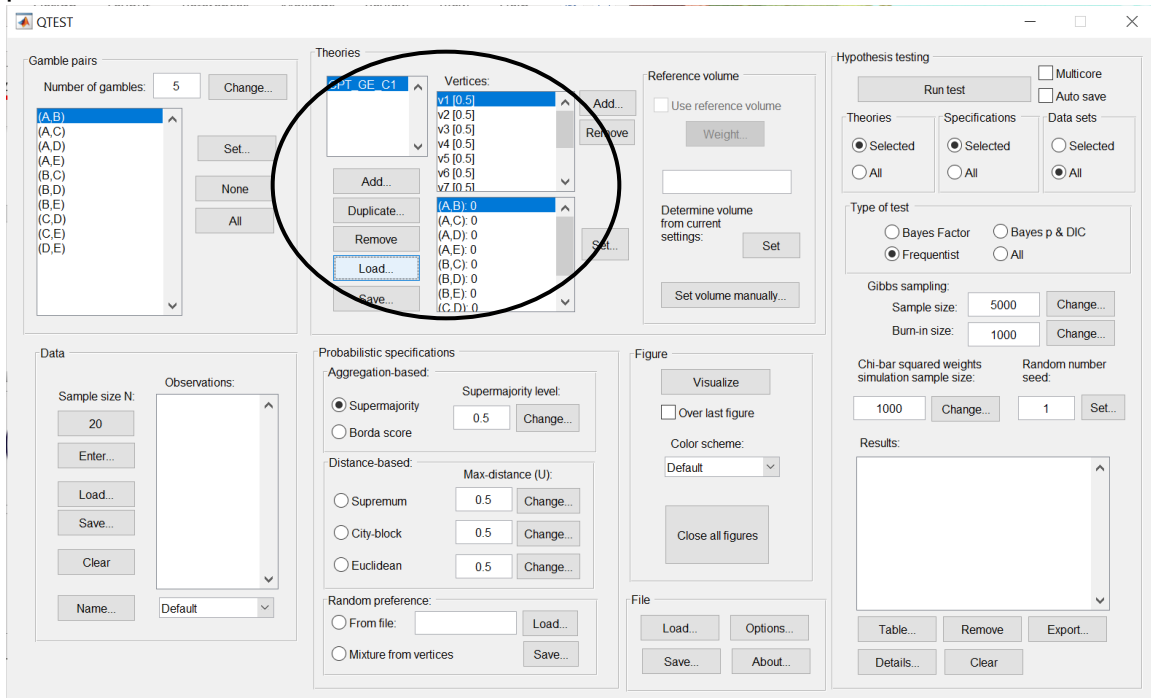 QTEST
Gamble pairs
Number of gambles: 5 Change...
(A,B)
(A,C)
(A,D)
(A,E)
(B,C)
(B,D)
(B,E)
(C,D)
(C,E)
(D,E)
Set...
None
All
Theories
CPT_GE_C1
Vertices:
v1 [0.5]
v2 [0.5]
v3 [0.5]
v4 [0.5]
v5 [0.5]
v6 [0.5]
v7 [0.5]
Add...
Remove
Add...
Duplicate...
Remove
Load...
Save...
(A,B): 0
(A,C): 0
(A,D): 0
(A,E): 0
(B,C): 0
(B,D): 0
(B,E): 0
(C,D): 0
Set...
Reference volume
Use reference volume
Weight...
Determine volume
from current
settings:
Set
Set volume manually...
Hypothesis testing
Run test
Multicore
Auto save
Theories
Selected
All
Specifications
Selected
All
Data sets
Selected
All
Type of test
Bayes Factor Bayes p & DIC
Frequentist All
Gibbs sampling:
Sample size: 5000 Change...
Burn-in size: 1000 Change...
Chi-bar squared weights
simulation sample size:
1000 Change...
Random number
seed:
1 Set...
Results:
Table... Remove Export...
Details... Clear
Data
Sample size N:
20
Enter...
Load...
Save...
Clear
Name... Default
Observations:
Probabilistic specifications
Aggregation-based:
Supermajority level:
Supermajority 0.5 Change...
Borda score
Distance-based:
Max-distance (U):
Supremum 0.5 Change...
City-block 0.5 Change...
Euclidean 0.5 Change...
Random preference:
From file: Load...
Mixture from vertices Save...
Figure
Visualize
Over last figure
Color scheme:
Default
Close all figures
File
Load... Options...
Save... About...